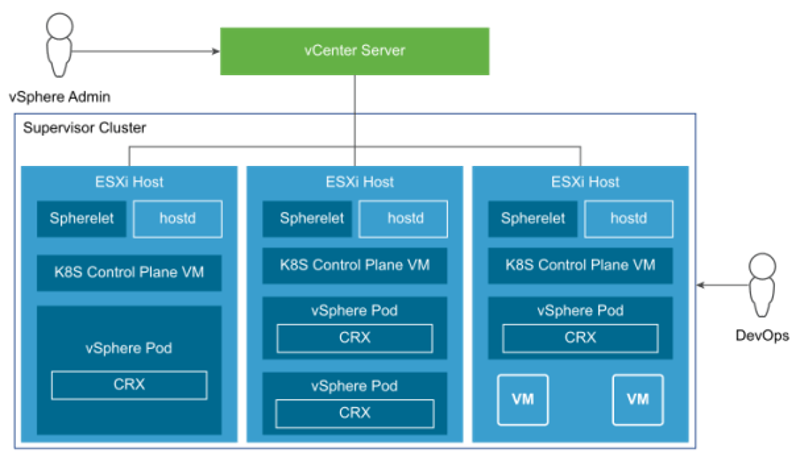 vCenter Server
vSphere Admin
Supervisor Cluster
ESXi Host
Spherelet
hostd
K8S Control Plane VM
vSphere Pod
CRX
ESXi Host
Spherelet
hostd
K8S Control Plane VM
vSphere Pod
CRX
vSphere Pod
CRX
ESXi Host
Spherelet
hostd
K8S Control Plane VM
vSphere Pod
CRX
VM
VM
DevOps